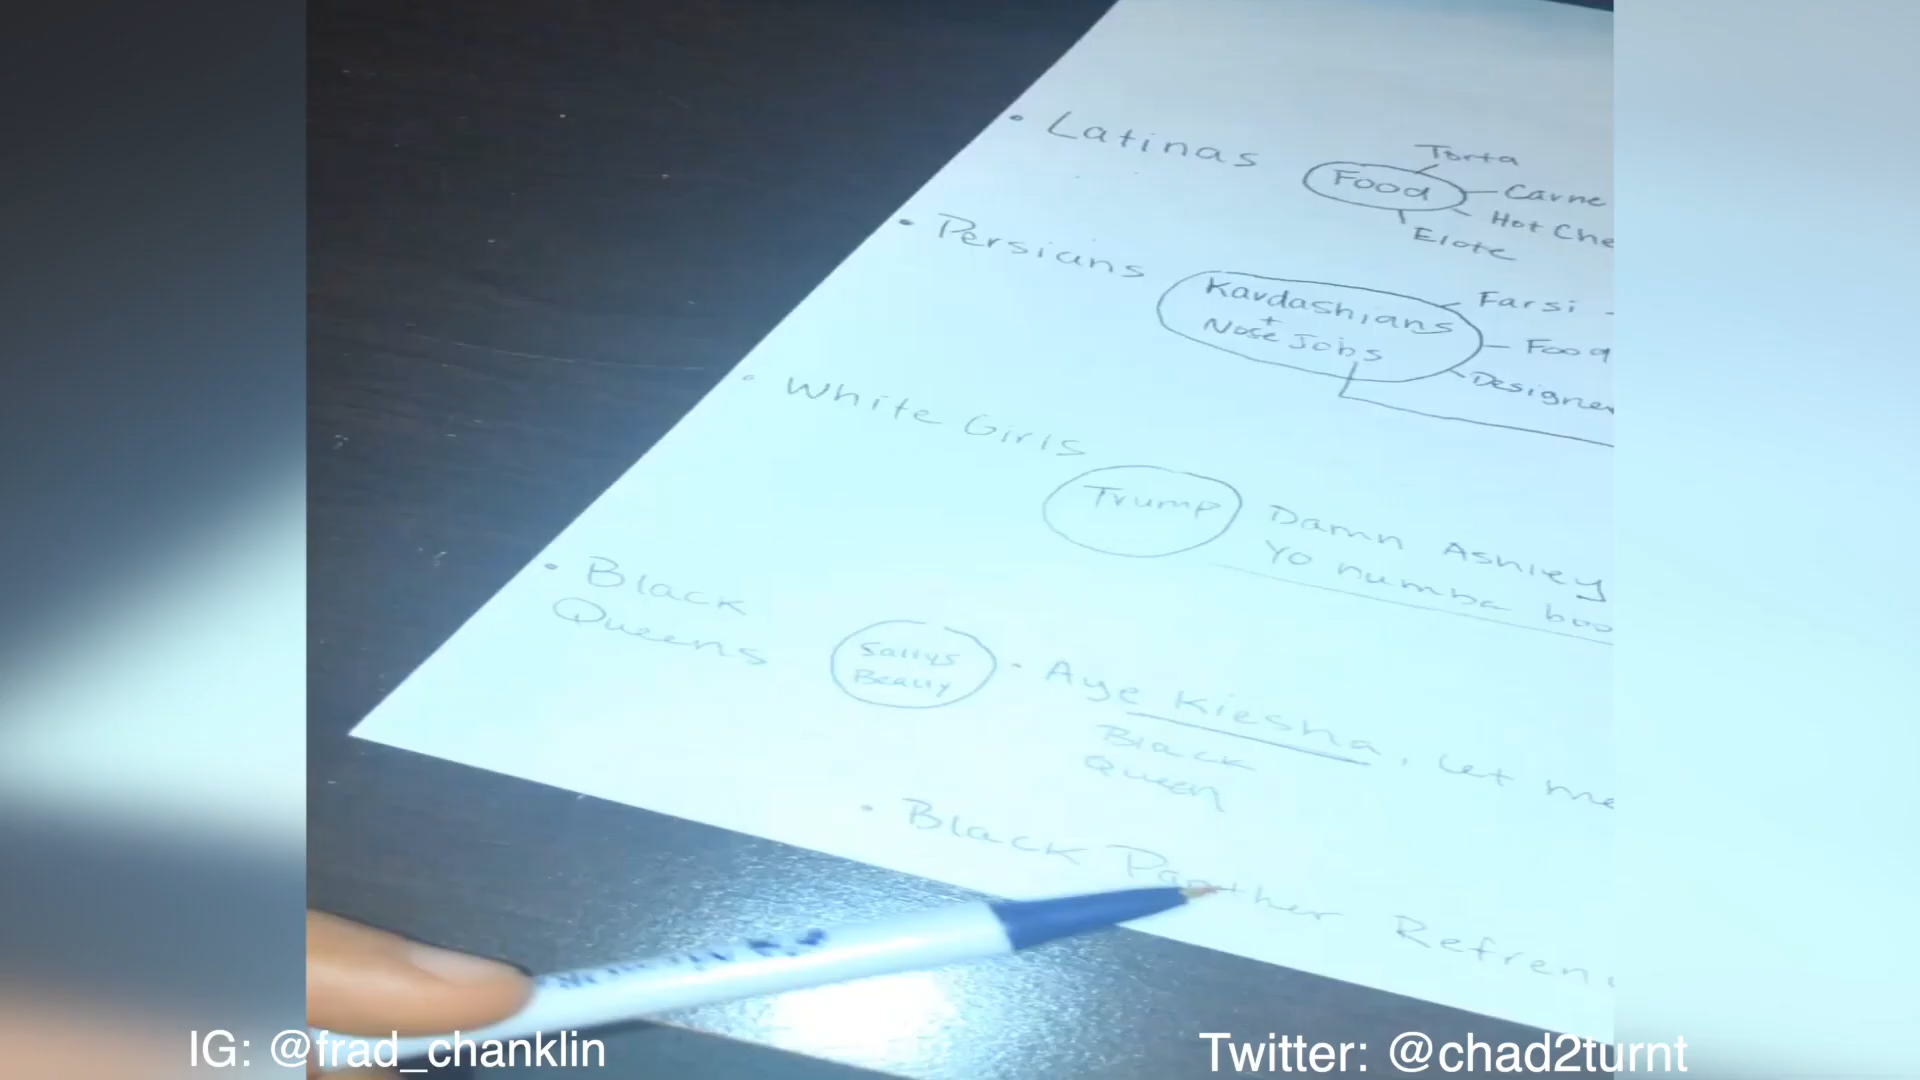 • Latinas
Food
Torta
Carne
Hot Che
Elote
• Persians
Kardashians
+
Nose Jobs
Farsi -
Food
Designer
• White Girls
Trump
Damn Ashley
Yo numba boo
• Black
Queens
Sallys
Beauty
• Aye Kiesha, let me
Black
Queen
• Black Panther Refren
IG: @frad_chanklin
Twitter: @chad2turnt